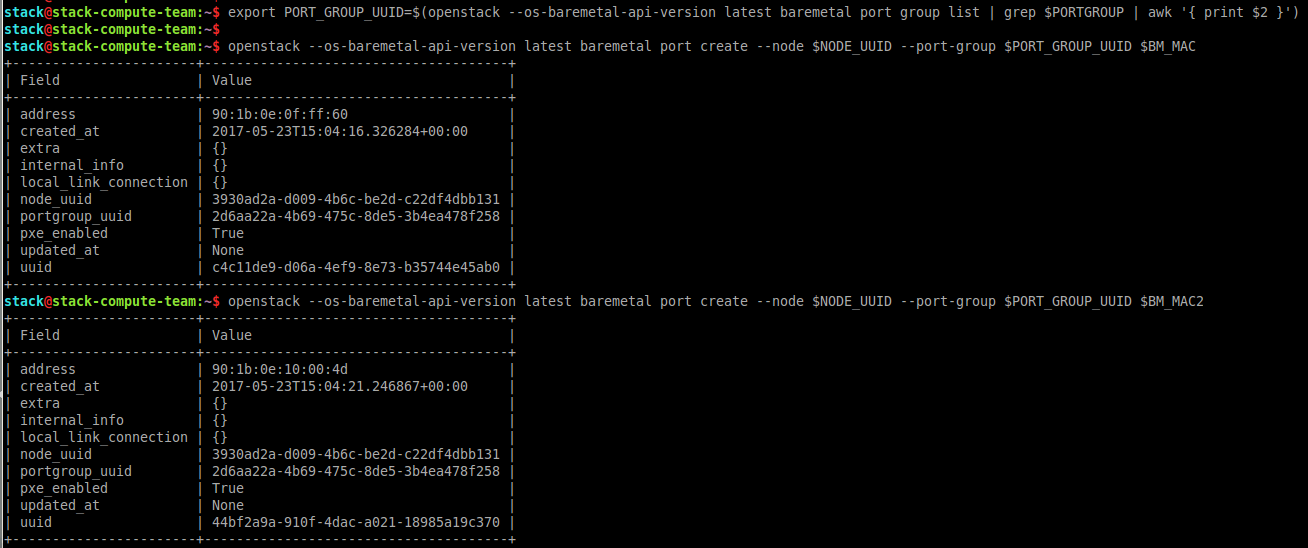 stack@stack-compute-team:~$ export PORT_GROUP_UUID=$(openstack --os-baremetal-api-version latest baremetal port group list | grep $PORTGROUP | awk '{ print $2 }')
stack@stack-compute-team:~$
stack@stack-compute-team:~$ openstack --os-baremetal-api-version latest baremetal port create --node $NODE_UUID --port-group $PORT_GROUP_UUID $BM_MAC
+-----------------------+--------------------------------------+
| Field                 | Value                                |
+-----------------------+--------------------------------------+
| address               | 90:1b:0e:0f:ff:60                    |
| created_at            | 2017-05-23T15:04:16.326284+00:00     |
| extra                 | {}                                   |
| internal_info         | {}                                   |
| local_link_connection | {}                                   |
| node_uuid             | 3930ad2a-d009-4b6c-be2d-c22df4dbb131 |
| portgroup_uuid        | 2d6aa22a-4b69-475c-8de5-3b4ea478f258 |
| pxe_enabled           | True                                 |
| updated_at            | None                                 |
| uuid                  | c4c11de9-d06a-4ef9-8e73-b35744e45ab0 |
+-----------------------+--------------------------------------+
stack@stack-compute-team:~$ openstack --os-baremetal-api-version latest baremetal port create --node $NODE_UUID --port-group $PORT_GROUP_UUID $BM_MAC2
+-----------------------+--------------------------------------+
| Field                 | Value                                |
+-----------------------+--------------------------------------+
| address               | 90:1b:0e:10:00:4d                    |
| created_at            | 2017-05-23T15:04:21.246867+00:00     |
| extra                 | {}                                   |
| internal_info         | {}                                   |
| local_link_connection | {}                                   |
| node_uuid             | 3930ad2a-d009-4b6c-be2d-c22df4dbb131 |
| portgroup_uuid        | 2d6aa22a-4b69-475c-8de5-3b4ea478f258 |
| pxe_enabled           | True                                 |
| updated_at            | None                                 |
| uuid                  | 44bf2a9a-910f-4dac-a021-18985a19c370 |
+-----------------------+--------------------------------------+